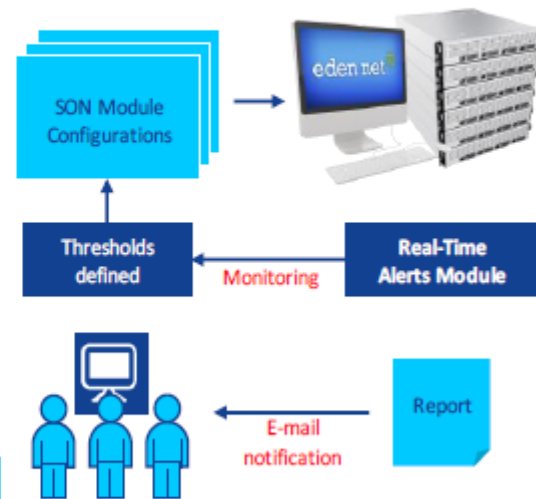 SON Module
Configurations
eden net
Thresholds
defined
Monitoring
Real-Time
Alerts Module
Report
E-mail
notification